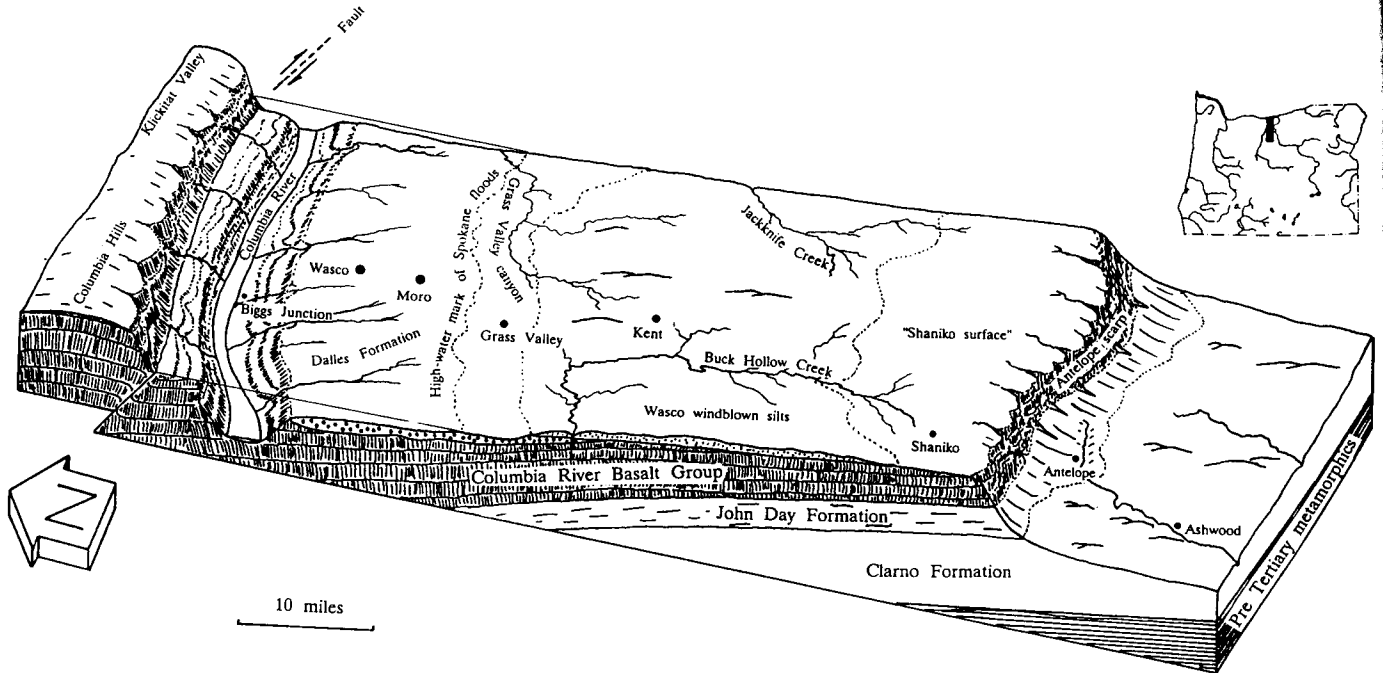 Fault
Klickitat Valley
Columbia Hills
Columbia River
Biggs Junction
Wasco
Moro
Dalles Formation
High-water mark of Spokane floods
Grass Valley canyon
Grass Valley
Kent
Jackknife Creek
Buck Hollow Creek
"Shaniko surface"
Wasco windblown silts
Shaniko
Antelope scarp
Antelope
Ashwood
Columbia River Basalt Group
John Day Formation
Clarno Formation
Pre Tertiary metamorphics
N
10 miles